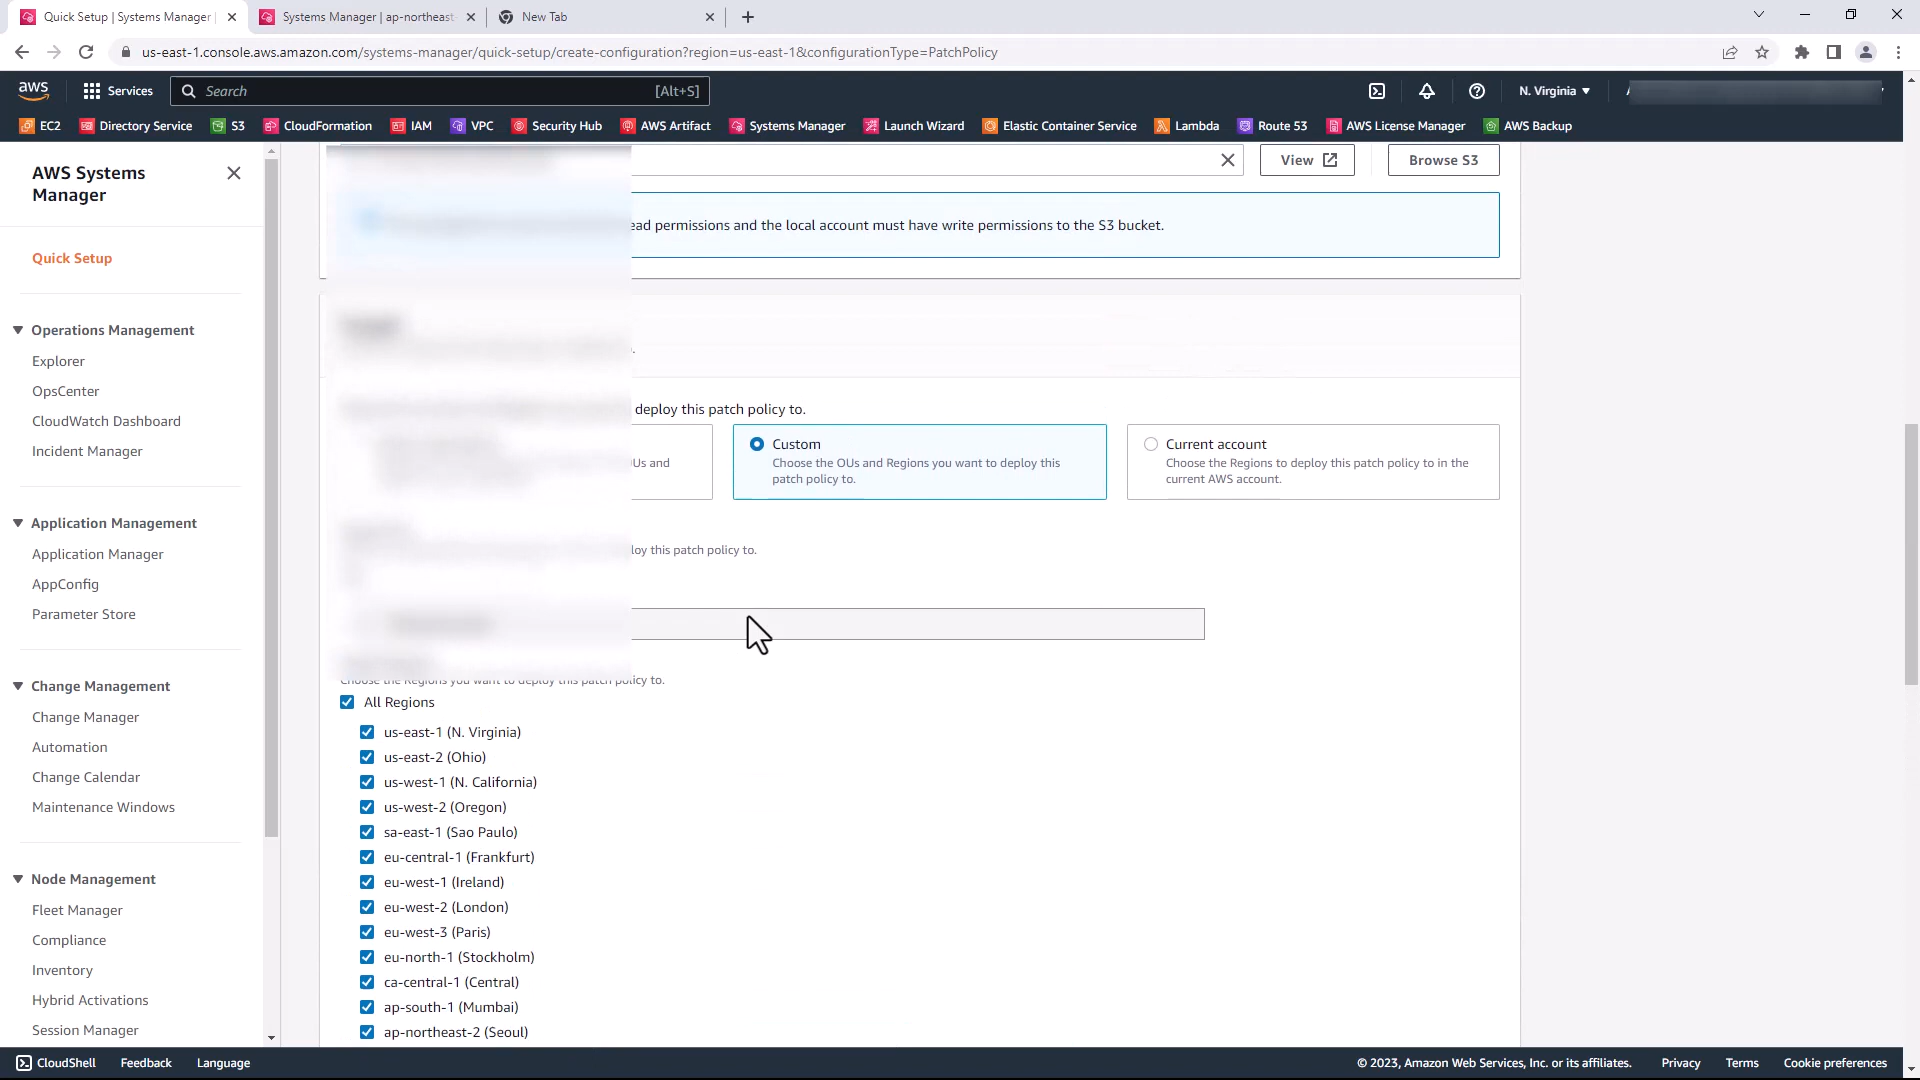 Quick Setup | Systems Manager |
Systems Manager | ap-northeast-
New Tab
us-east-1.console.aws.amazon.com/systems-manager/quick-setup/create-configuration?region=us-east-1&configurationType=PatchPolicy
aws
Services
Search
[Alt+S]
N. Virginia
EC2
Directory Service
S3
CloudFormation
IAM
VPC
Security Hub
AWS Artifact
Systems Manager
Launch Wizard
Elastic Container Service
Lambda
Route 53
AWS License Manager
AWS Backup
AWS Systems
Manager
Quick Setup
Operations Management
Explorer
OpsCenter
CloudWatch Dashboard
Incident Manager
Application Management
Application Manager
AppConfig
Parameter Store
Change Management
Change Manager
Automation
Change Calendar
Maintenance Windows
Node Management
Fleet Manager
Compliance
Inventory
Hybrid Activations
Session Manager
View
Browse S3
ead permissions and the local account must have write permissions to the S3 bucket.
deploy this patch policy to.
Us and
Custom
Choose the OUs and Regions you want to deploy this
patch policy to.
Current account
Choose the Regions to deploy this patch policy to in the
current AWS account.
loy this patch policy to.
Choose the Regions you want to deploy this patch policy to.
All Regions
us-east-1 (N. Virginia)
us-east-2 (Ohio)
us-west-1 (N. California)
us-west-2 (Oregon)
sa-east-1 (Sao Paulo)
eu-central-1 (Frankfurt)
eu-west-1 (Ireland)
eu-west-2 (London)
eu-west-3 (Paris)
eu-north-1 (Stockholm)
ca-central-1 (Central)
ap-south-1 (Mumbai)
ap-northeast-2 (Seoul)
CloudShell
Feedback
Language
© 2023, Amazon Web Services, Inc. or its affiliates.
Privacy
Terms
Cookie preferences